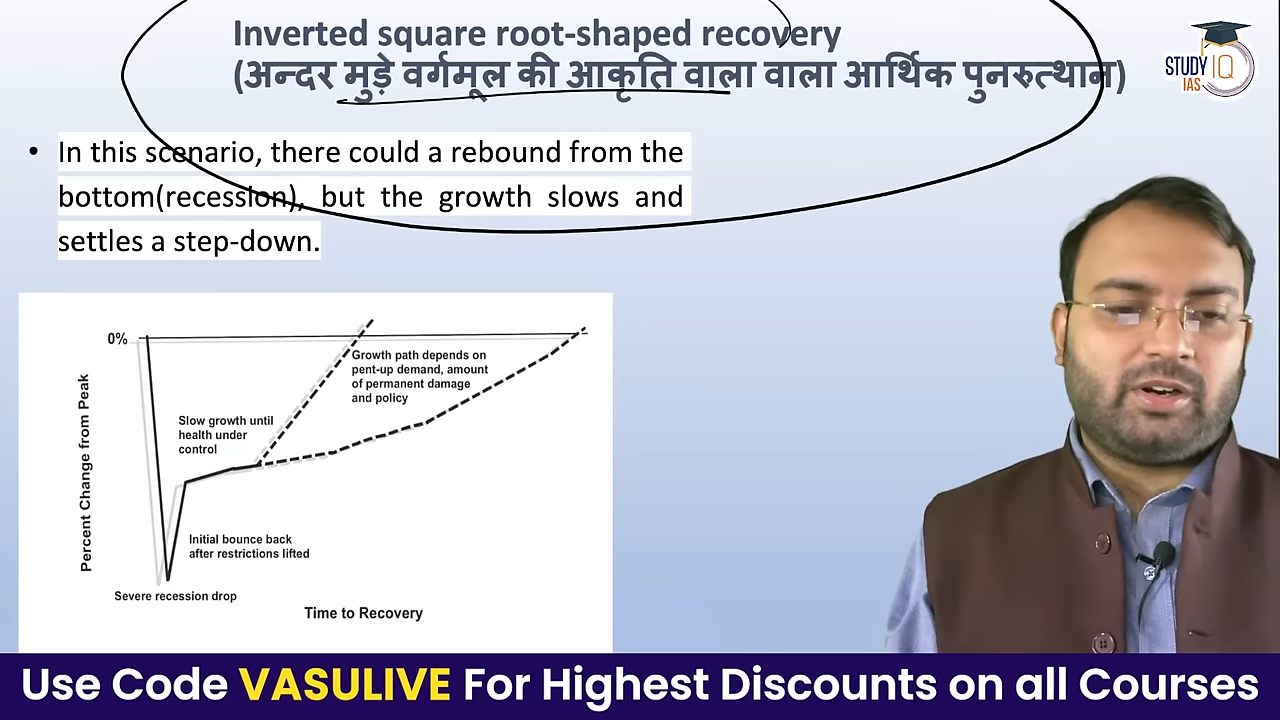 Inverted square root-shaped recovery
(अन्दर मुड़े वर्गमूल की आकृति वाला वाला आर्थिक पुनरुत्थान)
STUDY IQ
IAS
• In this scenario, there could a rebound from the
bottom(recession), but the growth slows and
settles a step-down.
0%
Growth path depends on
pent-up demand, amount
of permanent damage
and policy
Slow growth until
health under
control
Percent Change from Peak
Initial bounce back
after restrictions lifted
Severe recession drop
Time to Recovery
Use Code VASULIVE For Highest Discounts on all Courses